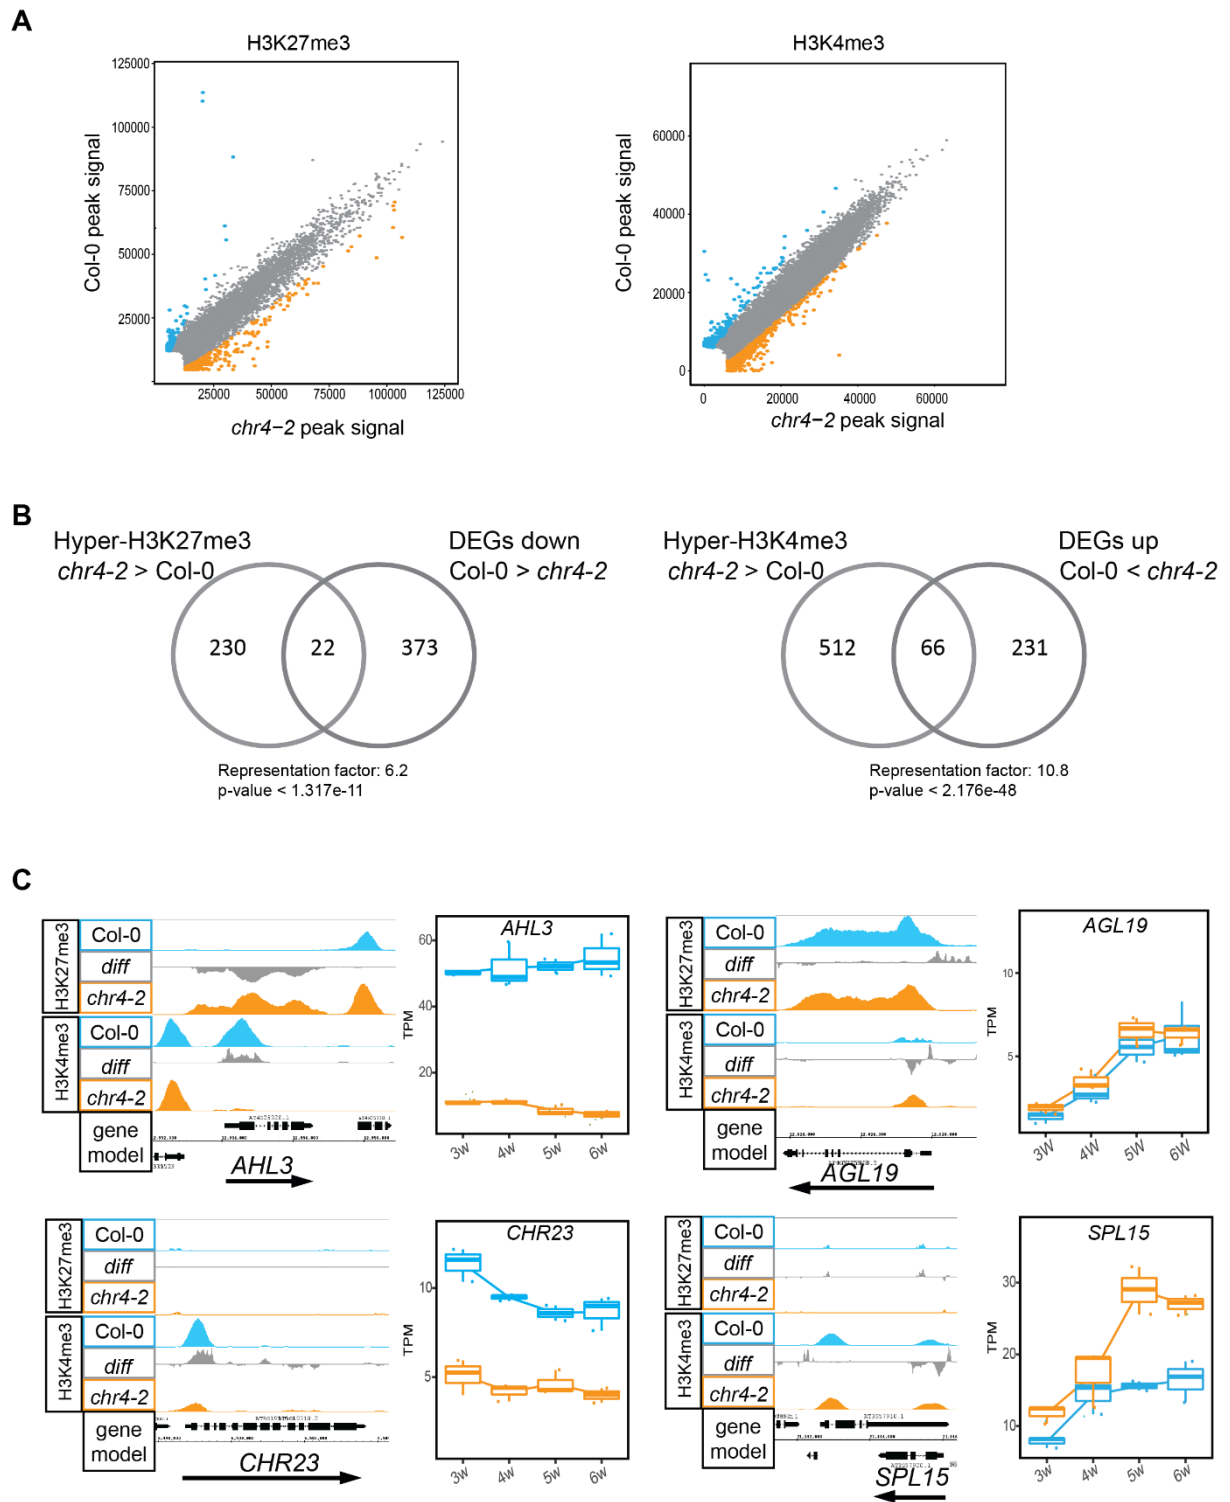 A
H3K27me3
125000
100000
75000
50000
25000
Col-0 peak signal
25000 50000 75000 100000 125000
chr4−2 peak signal
H3K4me3
60000
40000
20000
0
Col-0 peak signal
0 20000 40000 60000
chr4−2 peak signal
B
Hyper-H3K27me3
chr4-2 > Col-0
DEGs down
Col-0 > chr4-2
230 22 373
Representation factor: 6.2
p-value < 1.317e-11
Hyper-H3K4me3
chr4-2 > Col-0
DEGs up
Col-0 < chr4-2
512 66 231
Representation factor: 10.8
p-value < 2.176e-48
C
H3K27me3
Col-0
diff
chr4-2
H3K4me3
Col-0
diff
chr4-2
gene
model
AHL3
AHL3
TPM
60
40
20
3W 4W 5W 6W
H3K27me3
Col-0
diff
chr4-2
H3K4me3
Col-0
diff
chr4-2
gene
model
AGL19
AGL19
TPM
10
5
3W 4W 5W 6W
H3K27me3
Col-0
diff
chr4-2
H3K4me3
Col-0
diff
chr4-2
gene
model
CHR23
CHR23
TPM
10
5
3W 4W 5W 6W
H3K27me3
Col-0
diff
chr4-2
H3K4me3
Col-0
diff
chr4-2
gene
model
AT3G57910.1
AT3G57920.1
SPL15
SPL15
TPM
30
20
10
3W 4W 5W 6W